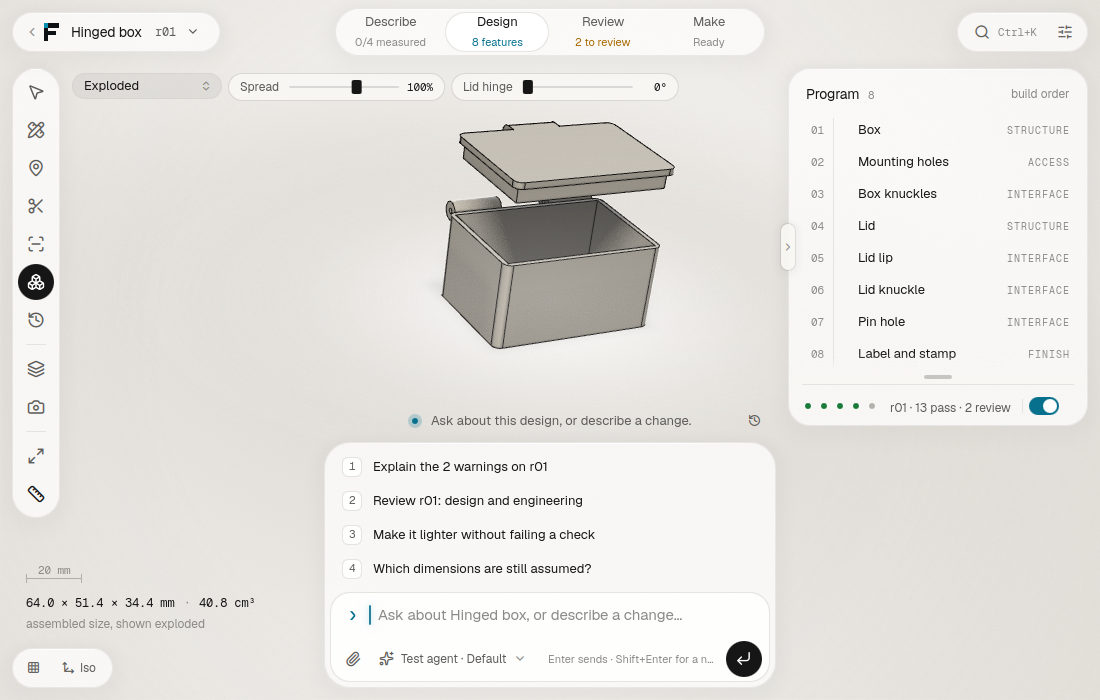 Hinged box r01
Describe
0/4 measured
Design
8 features
Review
2 to review
Make
Ready
Ctrl+K
Exploded
Spread 100%
Lid hinge 0°
Program 8 build order
01 Box STRUCTURE
02 Mounting holes ACCESS
03 Box knuckles INTERFACE
04 Lid STRUCTURE
05 Lid lip INTERFACE
06 Lid knuckle INTERFACE
07 Pin hole INTERFACE
08 Label and stamp FINISH
r01 · 13 pass · 2 review
Ask about this design, or describe a change.
1 Explain the 2 warnings on r01
2 Review r01: design and engineering
3 Make it lighter without failing a check
4 Which dimensions are still assumed?
Ask about Hinged box, or describe a change...
Test agent · Default
Enter sends · Shift+Enter for a n...
20 mm
64.0 × 51.4 × 34.4 mm · 40.8 cm³
assembled size, shown exploded
Iso